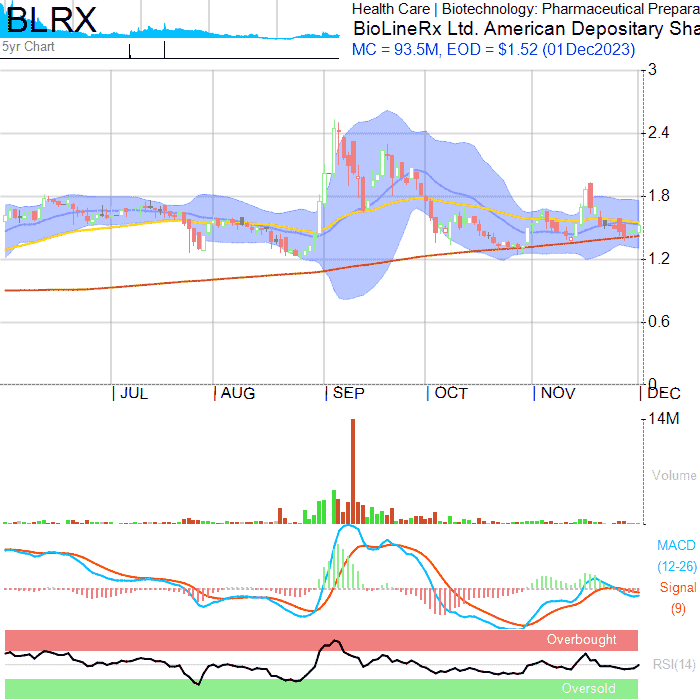 BLRX
5yr Chart
Health Care | Biotechnology: Pharmaceutical Prepara
BioLineRx Ltd. American Depositary Sha
MC = 93.5M, EOD = $1.52 (01Dec2023)
3
2.4
1.8
1.2
0.6
0
JUL
AUG
SEP
OCT
NOV
DEC
14M
Volume
MACD
(12-26)
Signal
(9)
Overbought
RSI(14)
Oversold